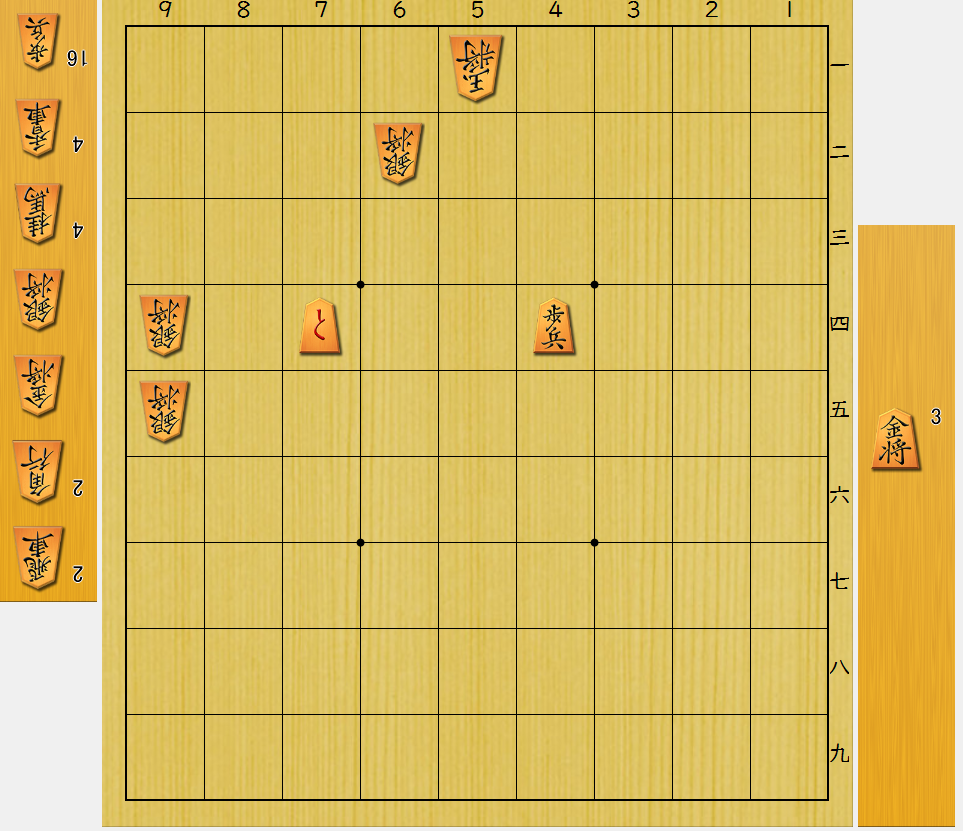 9 8 7 6 5 4 3 2 1
歩兵 16
香車 4
桂馬 4
銀将
金将
角行 2
飛車 2
玉将
一
銀将
二
三
銀将 と 歩兵
四
銀将
五
金将 3
六
七
八
九